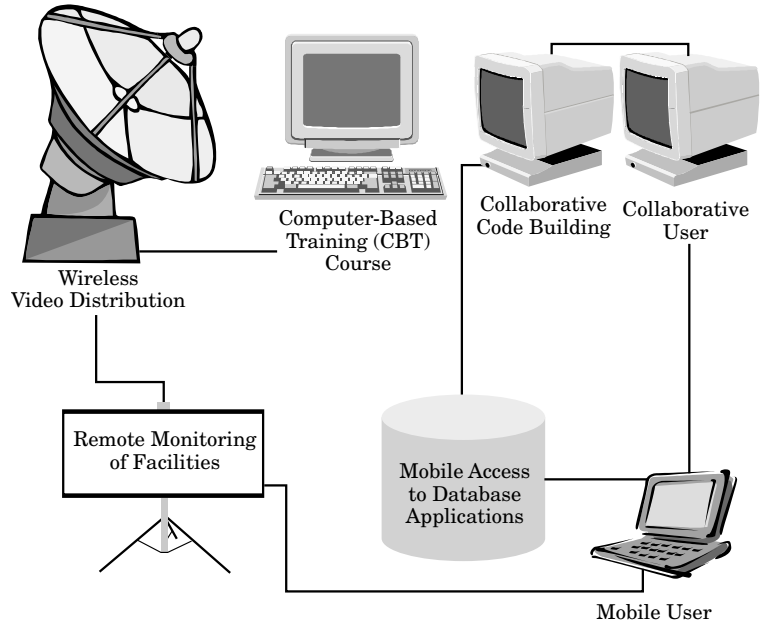 Computer-Based
Training (CBT)
Course
Collaborative
Code Building
Collaborative
User
Wireless
Video Distribution
Remote Monitoring
of Facilities
Mobile Access
to Database
Applications
Mobile User